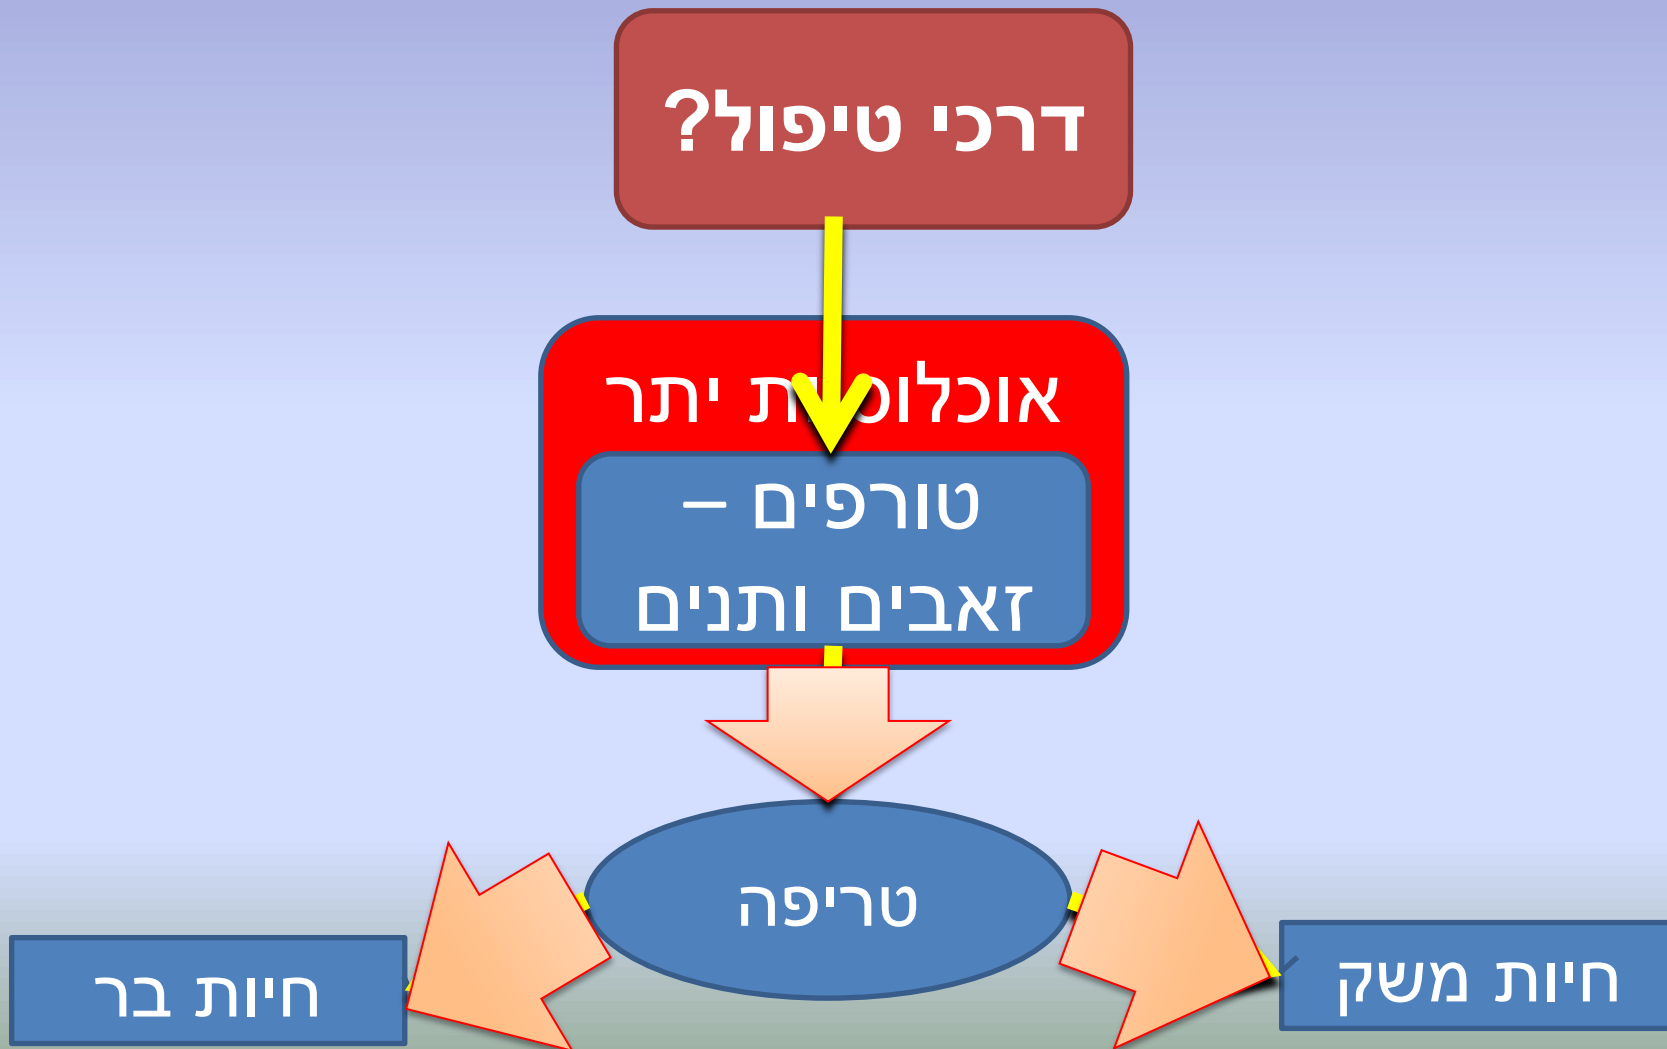 דרכי טיפול?
אוכלוסיות יתר
טורפים –
זאבים ותנים
טריפה
חיות משק
חיות בר